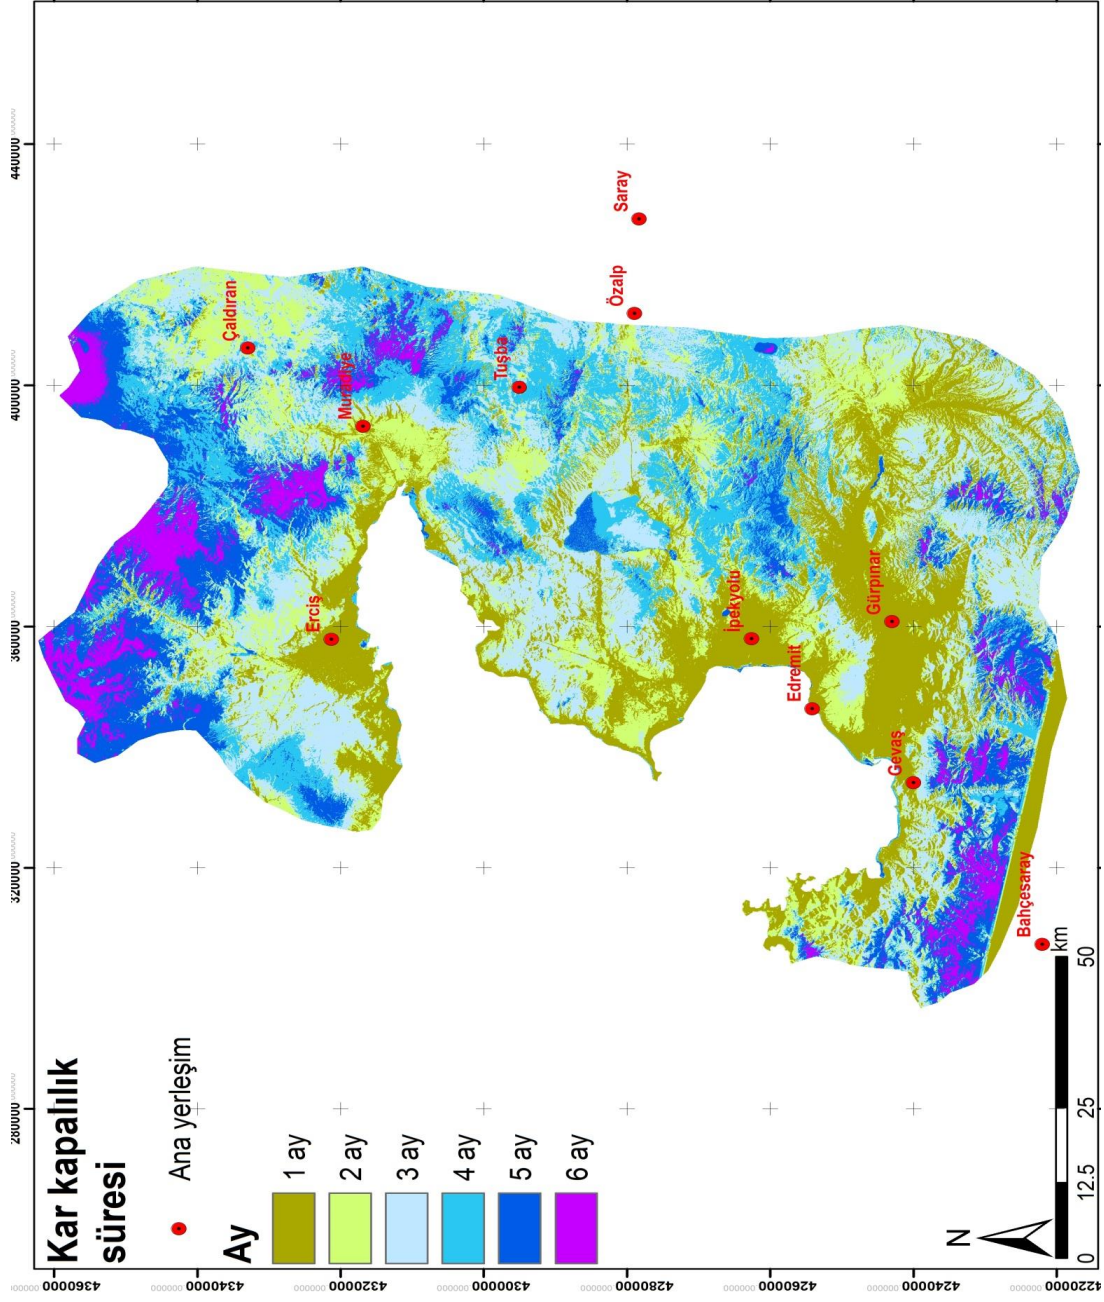 Kar kapalılık
süresi
Ana yerleşim
Ay
1 ay
2 ay
3 ay
4 ay
5 ay
6 ay
N
0
12.5
25
50
km
Çaldıran
Muradiye
Erciş
Tuşba
Özalp
Saray
İpekyolu
Edremit
Gürpınar
Gevaş
Bahçesaray
280000
320000
360000
400000
440000
4360000
4340000
4320000
4300000
4280000
4260000
4240000
4220000